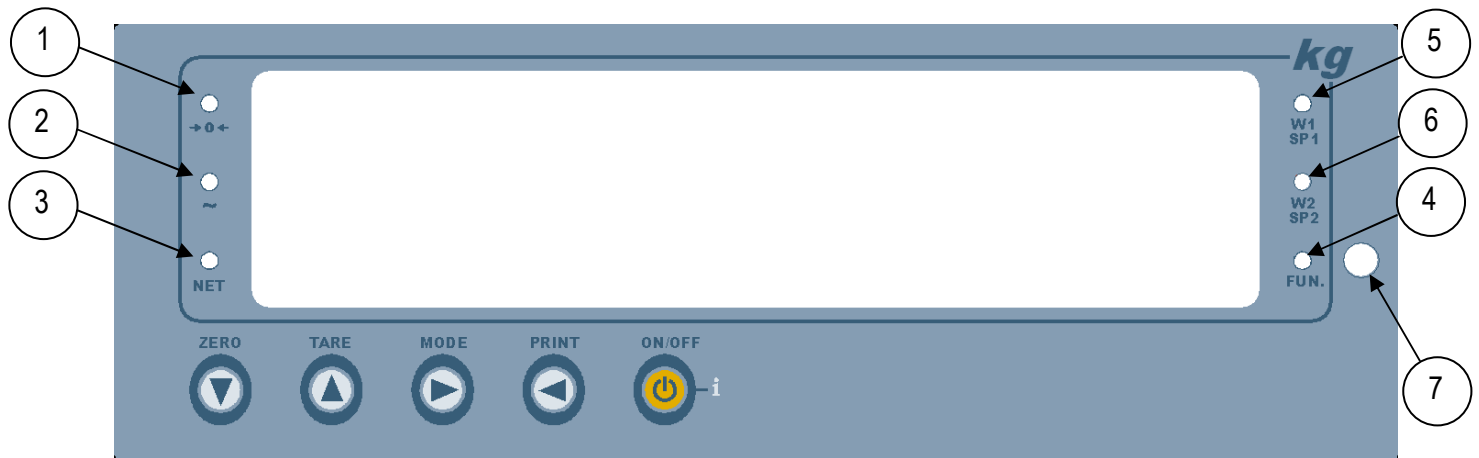 1
5
kg
→0←
W1
SP1
2
6
~
W2
SP2
3
4
NET
FUN.
ZERO TARE MODE PRINT ON/OFF
i
7